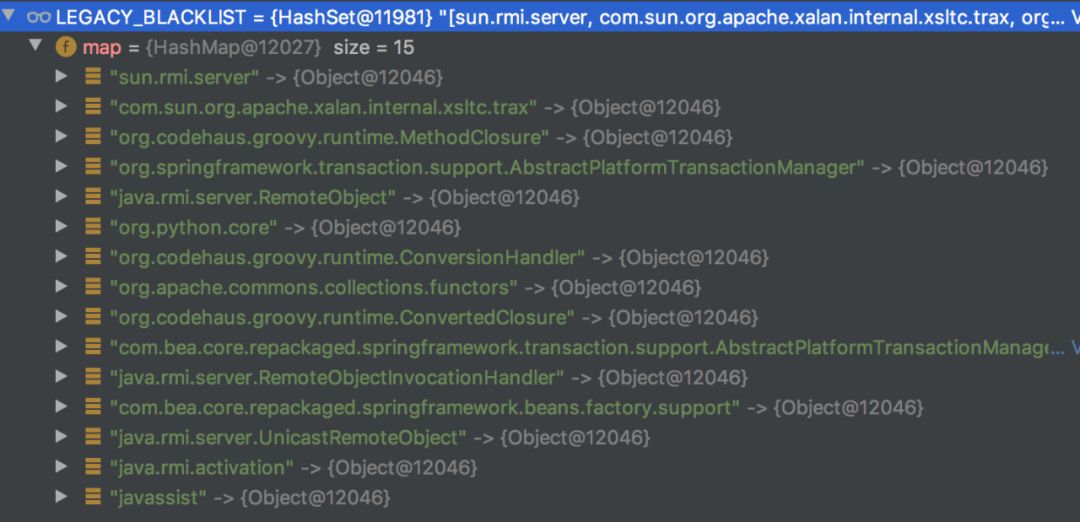 LEGACY_BLACKLIST = {HashSet@11981} "[sun.rmi.server, com.sun.org.apache.xalan.internal.xsltc.trax, org... V
f map = {HashMap@12027} size = 15
"sun.rmi.server" -> {Object@12046}
"com.sun.org.apache.xalan.internal.xsltc.trax" -> {Object@12046}
"org.codehaus.groovy.runtime.MethodClosure" -> {Object@12046}
"org.springframework.transaction.support.AbstractPlatformTransactionManager" -> {Object@12046}
"java.rmi.server.RemoteObject" -> {Object@12046}
"org.python.core" -> {Object@12046}
"org.codehaus.groovy.runtime.ConversionHandler" -> {Object@12046}
"org.apache.commons.collections.functors" -> {Object@12046}
"org.codehaus.groovy.runtime.ConvertedClosure" -> {Object@12046}
"com.bea.core.repackaged.springframework.transaction.support.AbstractPlatformTransactionManage... V
"java.rmi.server.RemoteObjectInvocationHandler" -> {Object@12046}
"com.bea.core.repackaged.springframework.beans.factory.support" -> {Object@12046}
"java.rmi.server.UnicastRemoteObject" -> {Object@12046}
"java.rmi.activation" -> {Object@12046}
"javassist" -> {Object@12046}